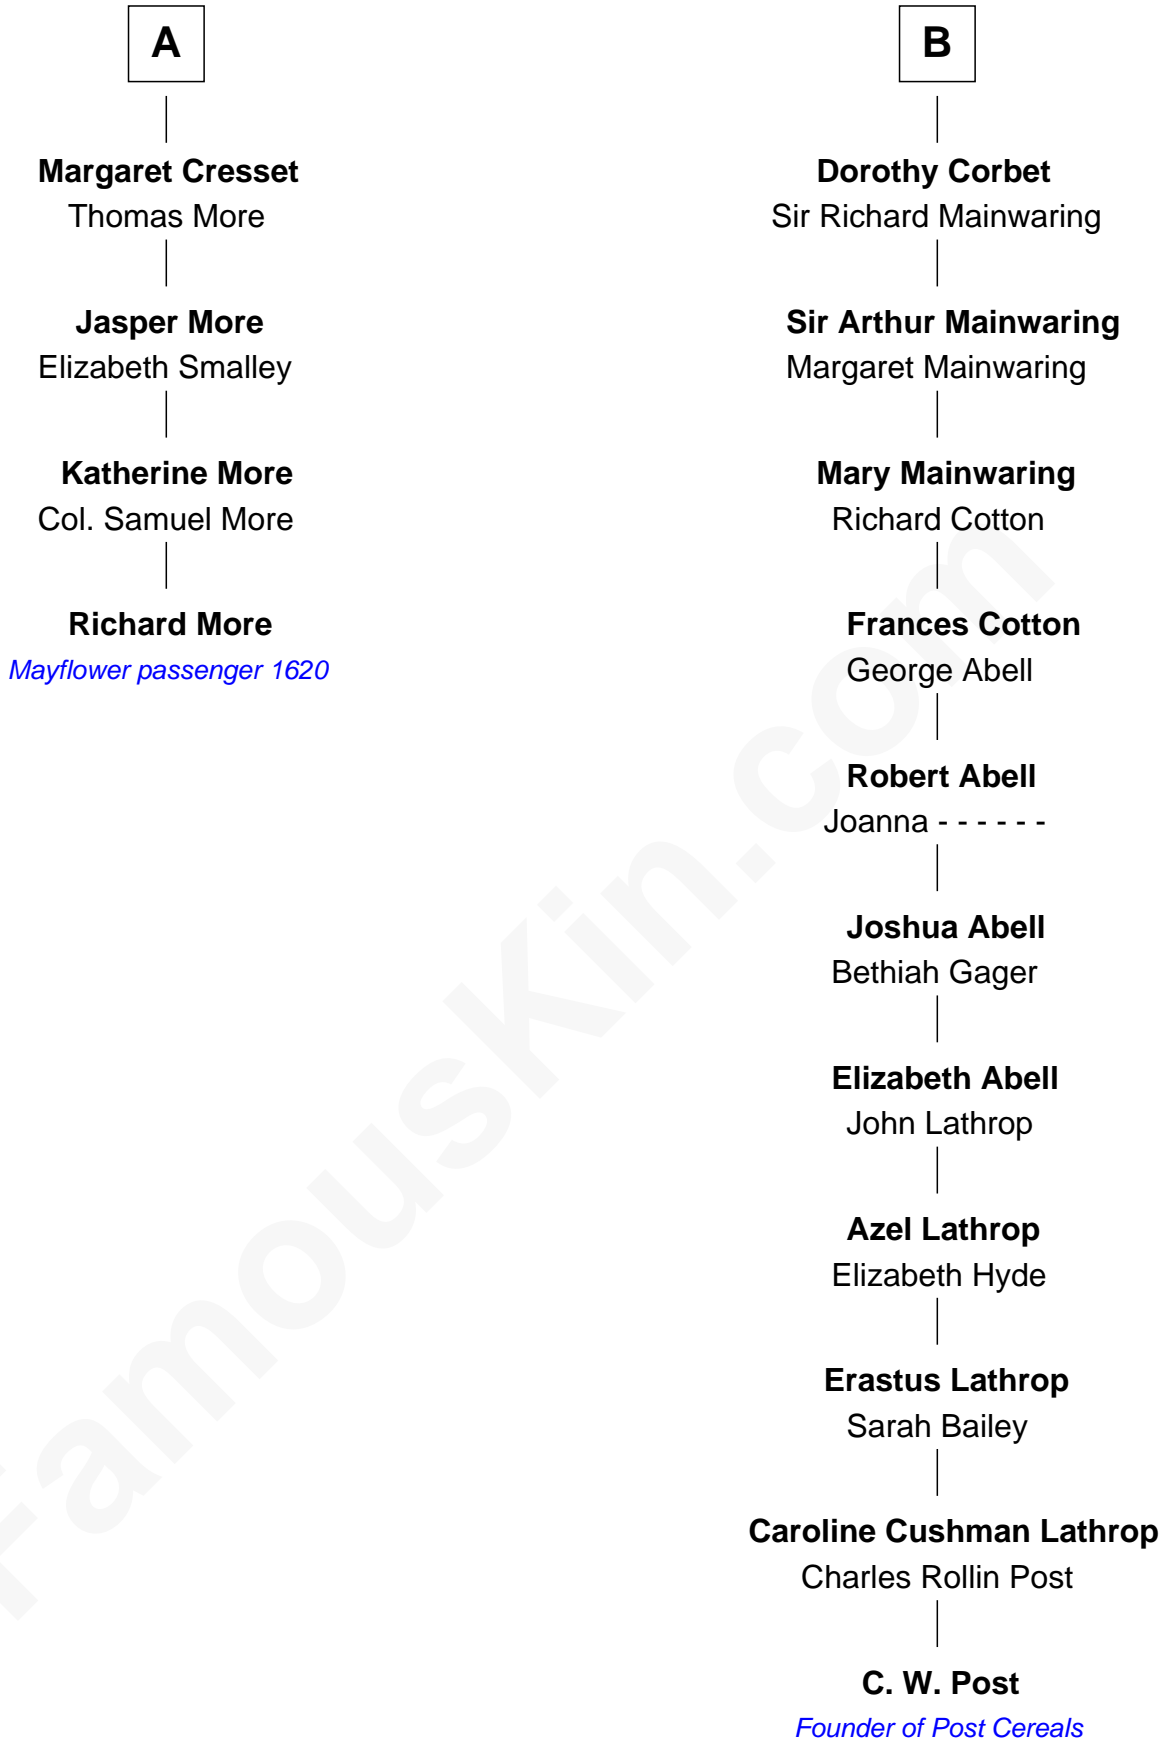 A
Margaret Cresset
Thomas More
Jasper More
Elizabeth Smalley
Katherine More
Col. Samuel More
Richard More
Mayflower passenger 1620
B
Dorothy Corbet
Sir Richard Mainwaring
Sir Arthur Mainwaring
Margaret Mainwaring
Mary Mainwaring
Richard Cotton
Frances Cotton
George Abell
Robert Abell
Joanna - - - - - -
Joshua Abell
Bethiah Gager
Elizabeth Abell
John Lathrop
Azel Lathrop
Elizabeth Hyde
Erastus Lathrop
Sarah Bailey
Caroline Cushman Lathrop
Charles Rollin Post
C. W. Post
Founder of Post Cereals
FamousKin.com